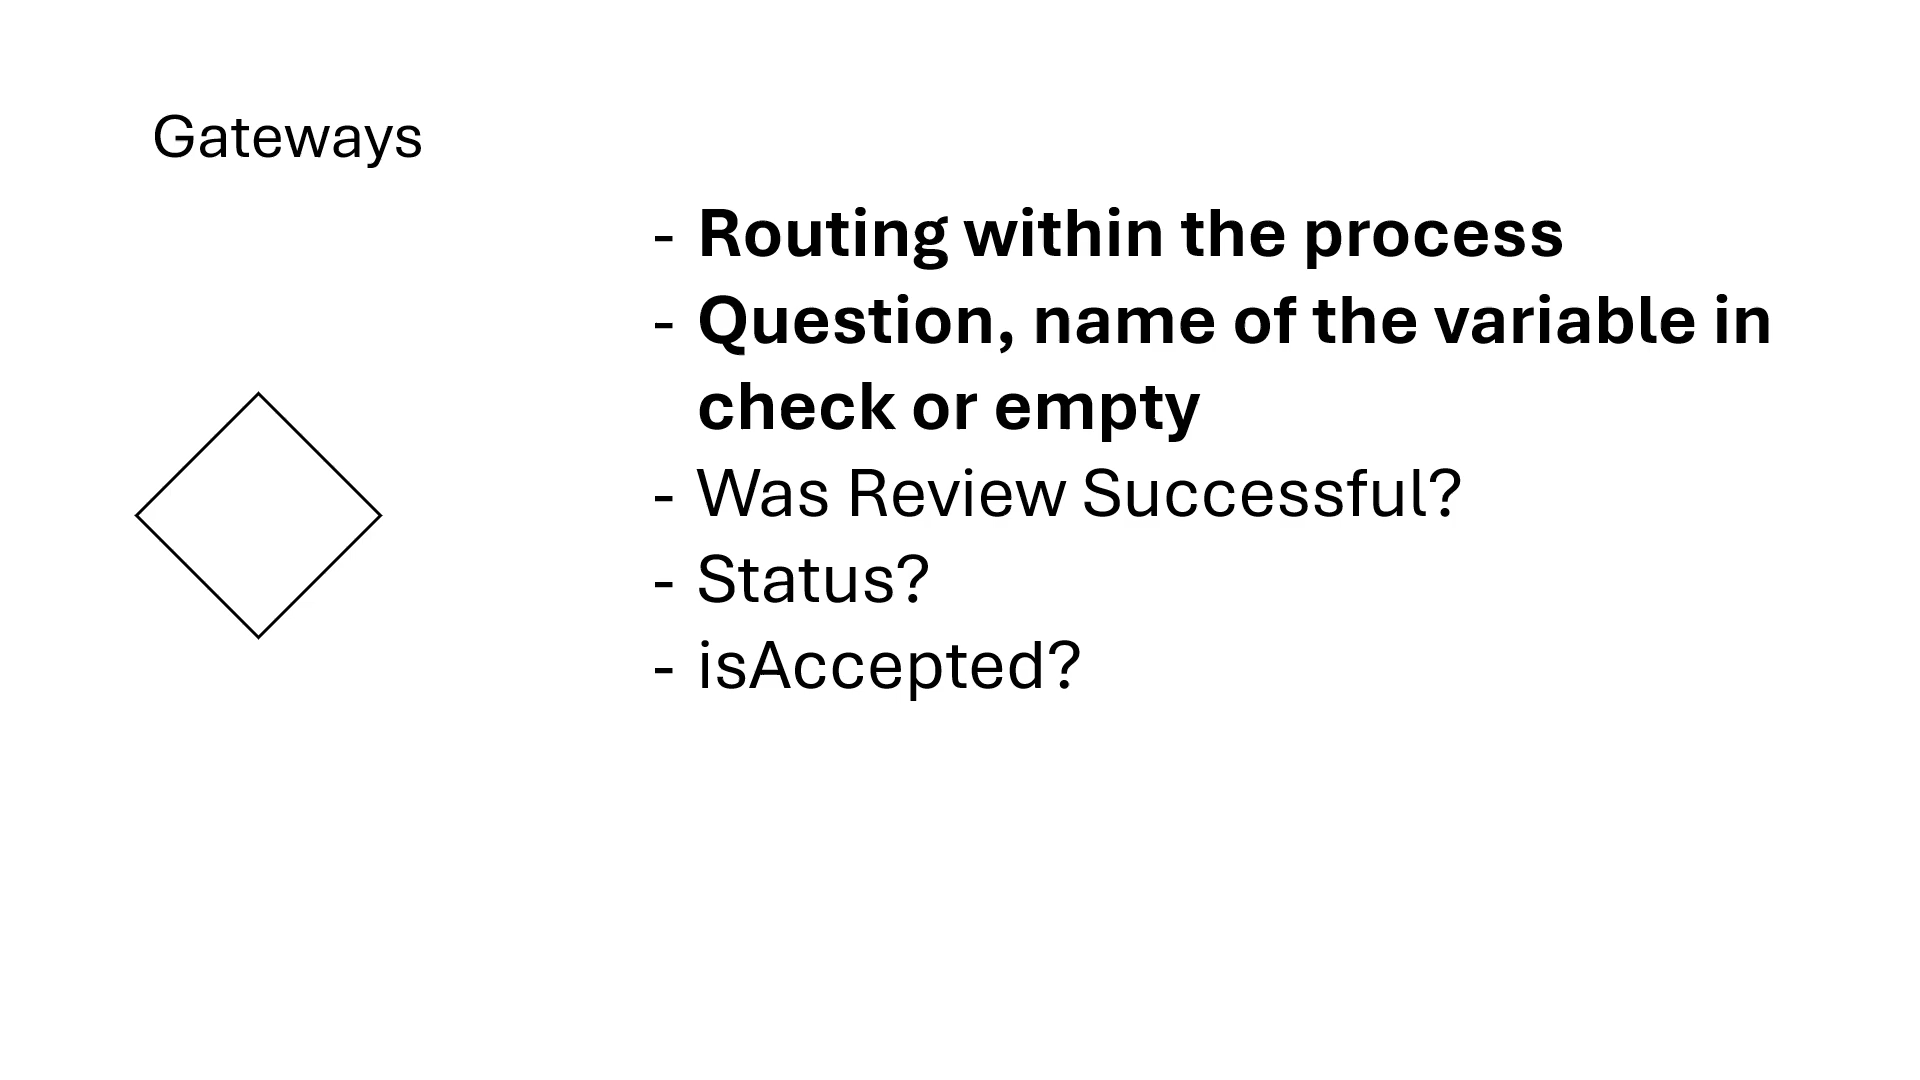 Gateways
- Routing within the process
- Question, name of the variable in
check or empty
- Was Review Successful?
- Status?
- isAccepted?